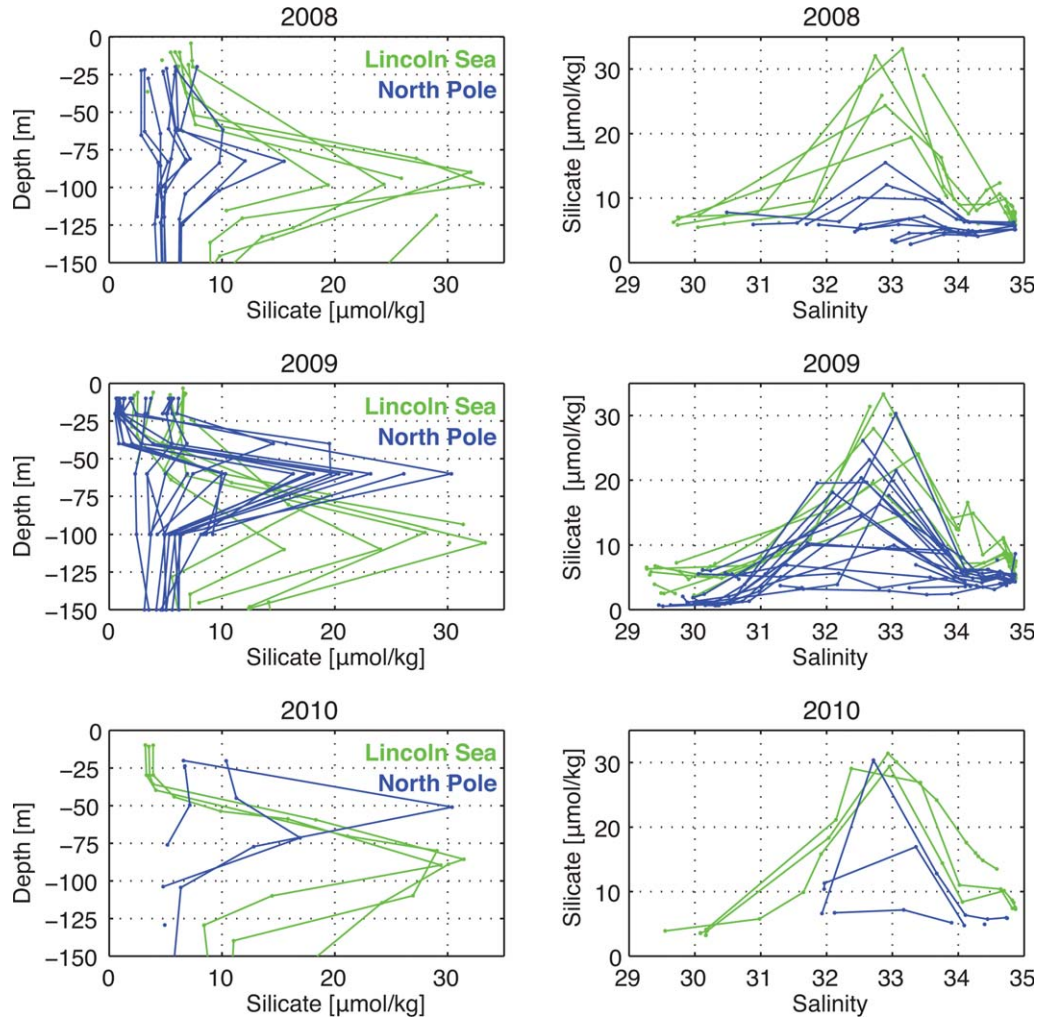 2008
0
−25
−50
−75
−100
−125
−150
Depth [m]
Lincoln Sea
North Pole
0 10 20 30
Silicate [µmol/kg]
2008
30
20
10
0
Silicate [µmol/kg]
29 30 31 32 33 34 35
Salinity
2009
0
−25
−50
−75
−100
−125
−150
Depth [m]
Lincoln Sea
North Pole
0 10 20 30
Silicate [µmol/kg]
2009
30
20
10
0
Silicate [µmol/kg]
29 30 31 32 33 34 35
Salinity
2010
0
−25
−50
−75
−100
−125
−150
Depth [m]
Lincoln Sea
North Pole
0 10 20 30
Silicate [µmol/kg]
2010
30
20
10
0
Silicate [µmol/kg]
29 30 31 32 33 34 35
Salinity